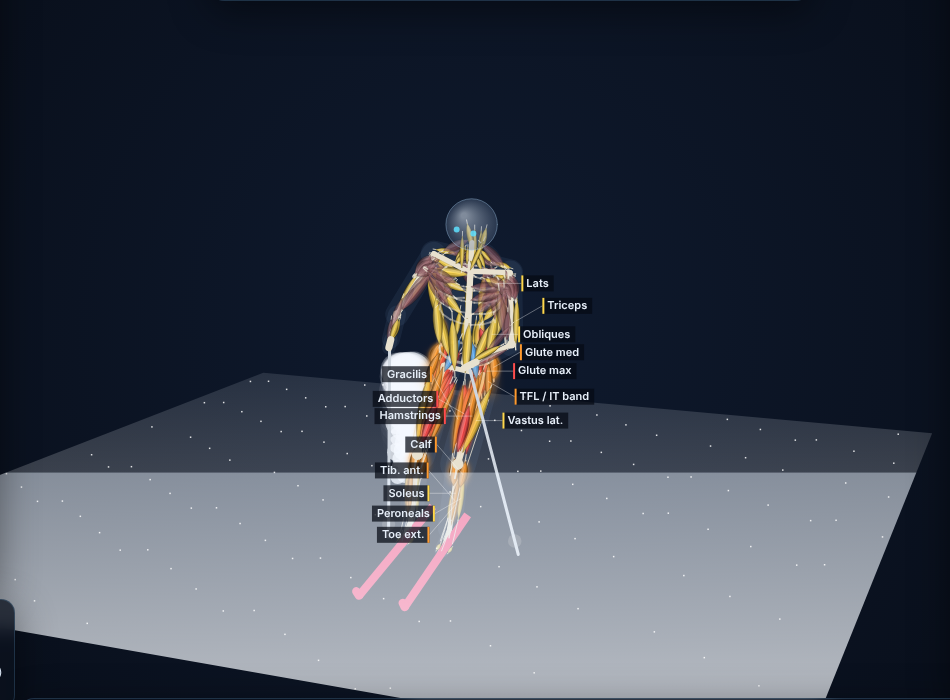 Lats
Triceps
Obliques
Glute med
Glute max
Gracilis
TFL / IT band
Adductors
Hamstrings
Vastus lat.
Calf
Tib. ant.
Soleus
Peroneals
Toe ext.